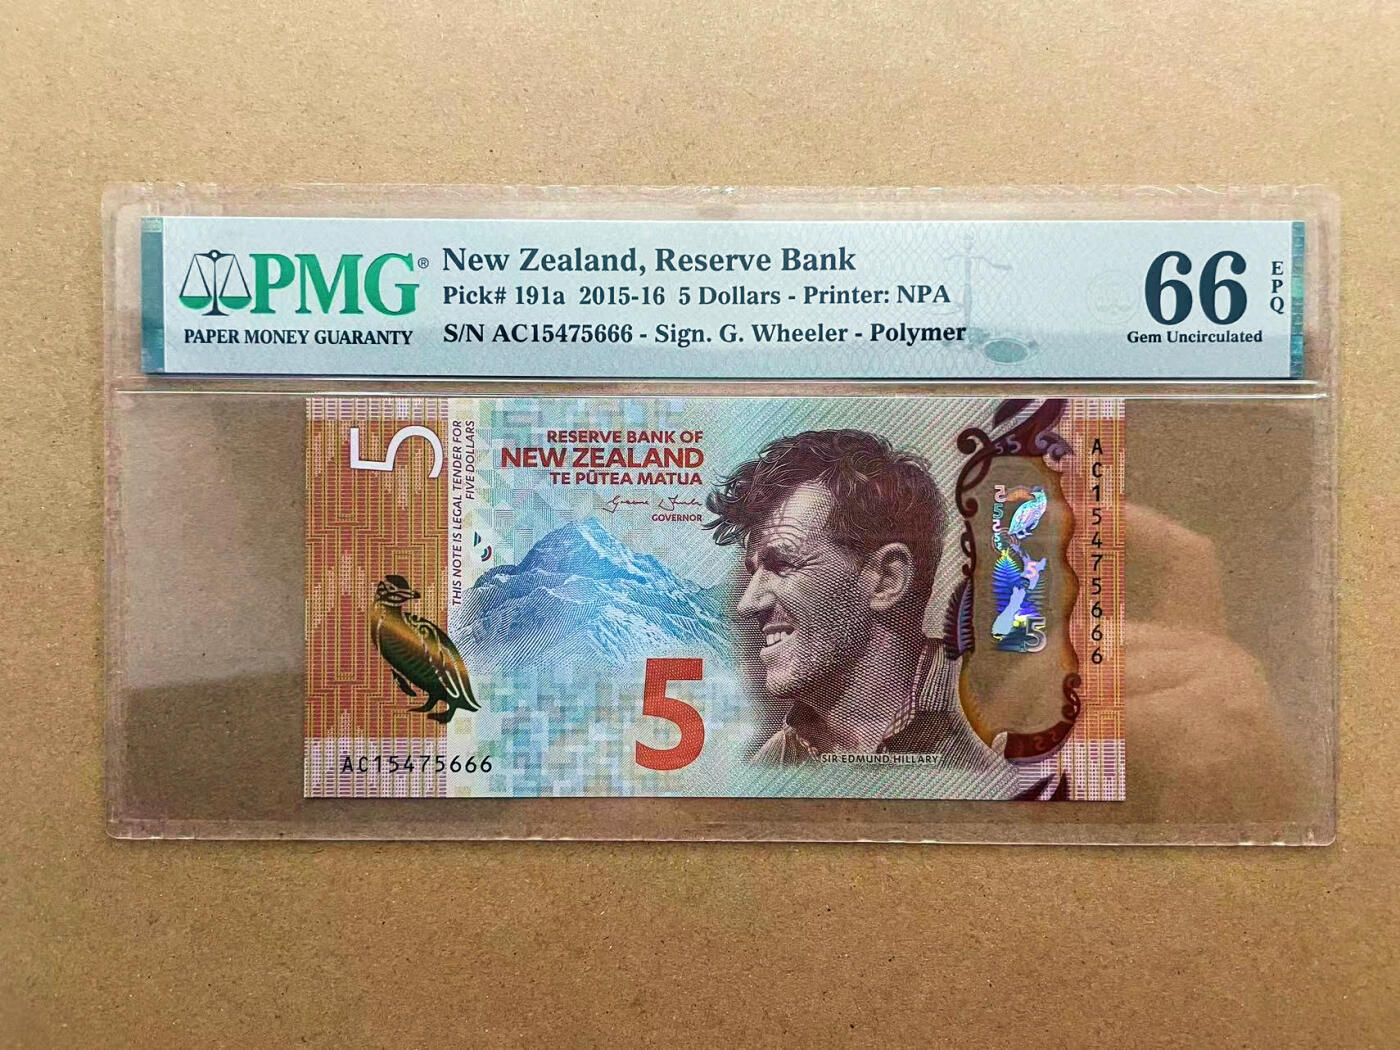 PMG®
PAPER MONEY GUARANTY
New Zealand, Reserve Bank
Pick# 191a 2015-16 5 Dollars - Printer: NPA
S/N AC15475666 - Sign. G. Wheeler - Polymer
66
EPQ
Gem Uncirculated
5
THIS NOTE IS LEGAL TENDER FOR
FIVE DOLLARS
RESERVE BANK OF
NEW ZEALAND
TE PŪTEA MATUA
GOVERNOR
5
SIR EDMUND HILLARY
AC15475666
AC15475666